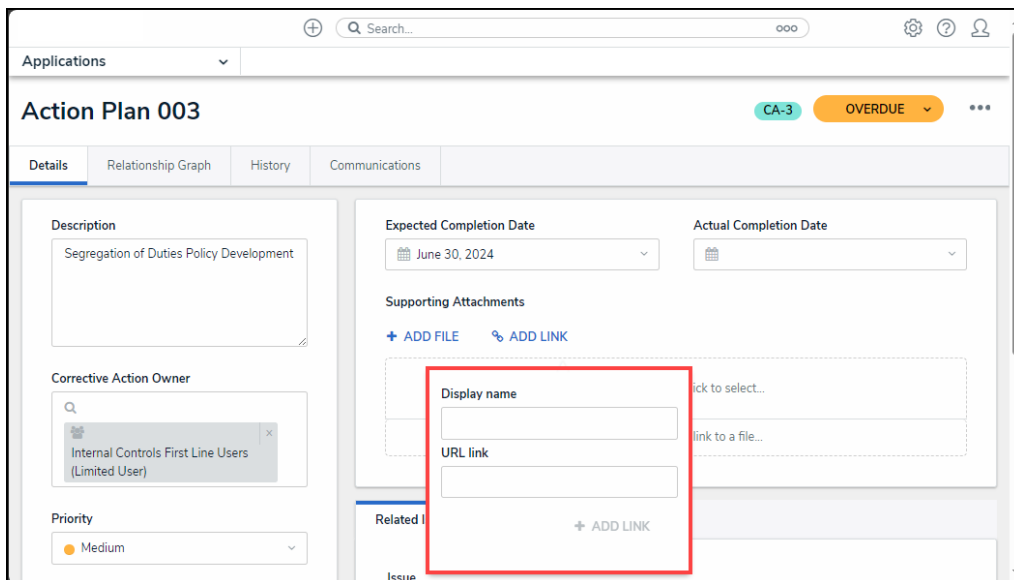 Search...
ooo
Applications
Action Plan 003
CA-3
OVERDUE
Details
Relationship Graph
History
Communications
Description
Segregation of Duties Policy Development
Corrective Action Owner
Internal Controls First Line Users
(Limited User)
Priority
Medium
Expected Completion Date
June 30, 2024
Actual Completion Date
Supporting Attachments
+ ADD FILE
ADD LINK
ick to select...
link to a file...
Display name
URL link
+ ADD LINK
Related I
Issue